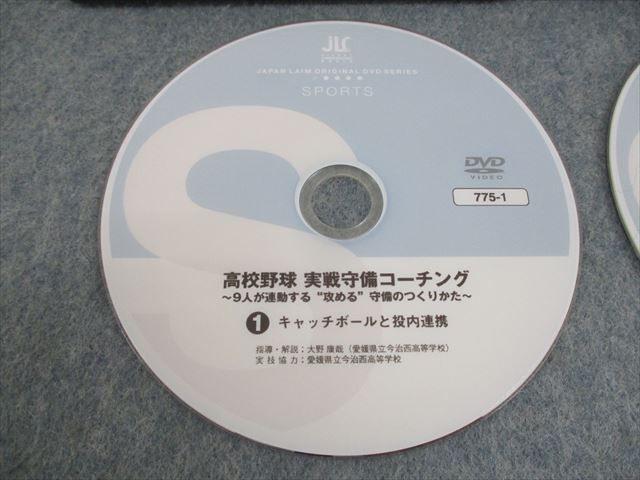 JLC
JAPAN LAIM ORIGINAL DVD SERIES
SPORTS
DVD
VIDEO
775-1
高校野球 実戦守備コーチング
～9人が連動する“攻める”守備のつくりかた～
1 キャッチボールと投内連携
指導・解説；大野 康哉（愛媛県立今治西高等学校）
実技協力；愛媛県立今治西高等学校